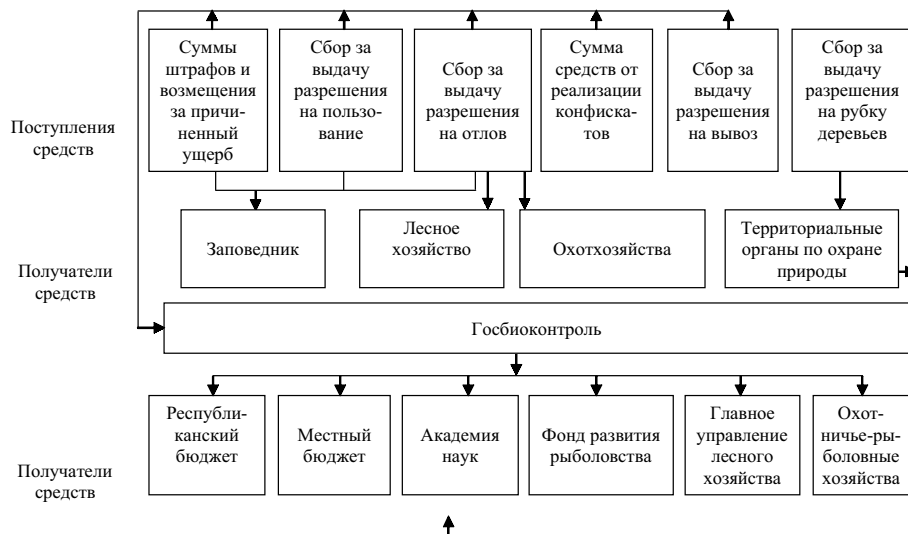 Суммы
штрафов и
возмещения
за причи-
ненный
ущерб
Сбор за
выдачу
разрешения
на пользо-
вание
Сбор за
выдачу
разрешения
на отлов
Сумма
средств от
реализации
конфиска-
тов
Сбор за
выдачу
разрешения
на вывоз
Сбор за
выдачу
разрешения
на рубку
деревьев
Поступления
средств
Заповедник
Лесное
хозяйство
Охотхозяйства
Территориальные
органы по охране
природы
Получатели
средств
Госбиоконтроль
Республи-
канский
бюджет
Местный
бюджет
Академия
наук
Фонд развития
рыболовства
Главное
управление
лесного
хозяйства
Охот-
ничье-ры-
боловные
хозяйства
Получатели
средств